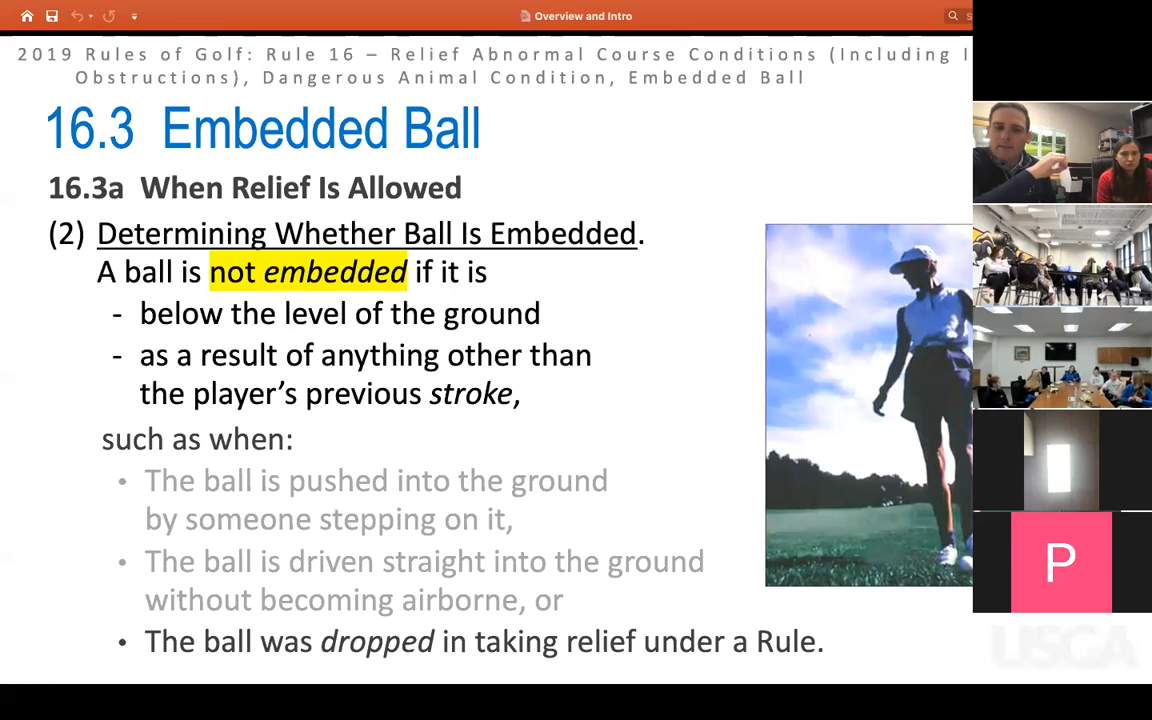 Overview and Intro
2019 Rules of Golf: Rule 16 – Relief Abnormal Course Conditions (Including I
Obstructions), Dangerous Animal Condition, Embedded Ball
16.3 Embedded Ball
16.3a When Relief Is Allowed
(2) Determining Whether Ball Is Embedded.
A ball is not embedded if it is
- below the level of the ground
- as a result of anything other than
the player’s previous stroke,
such as when:
• The ball is pushed into the ground
by someone stepping on it,
• The ball is driven straight into the ground
without becoming airborne, or
• The ball was dropped in taking relief under a Rule.
P
USGA